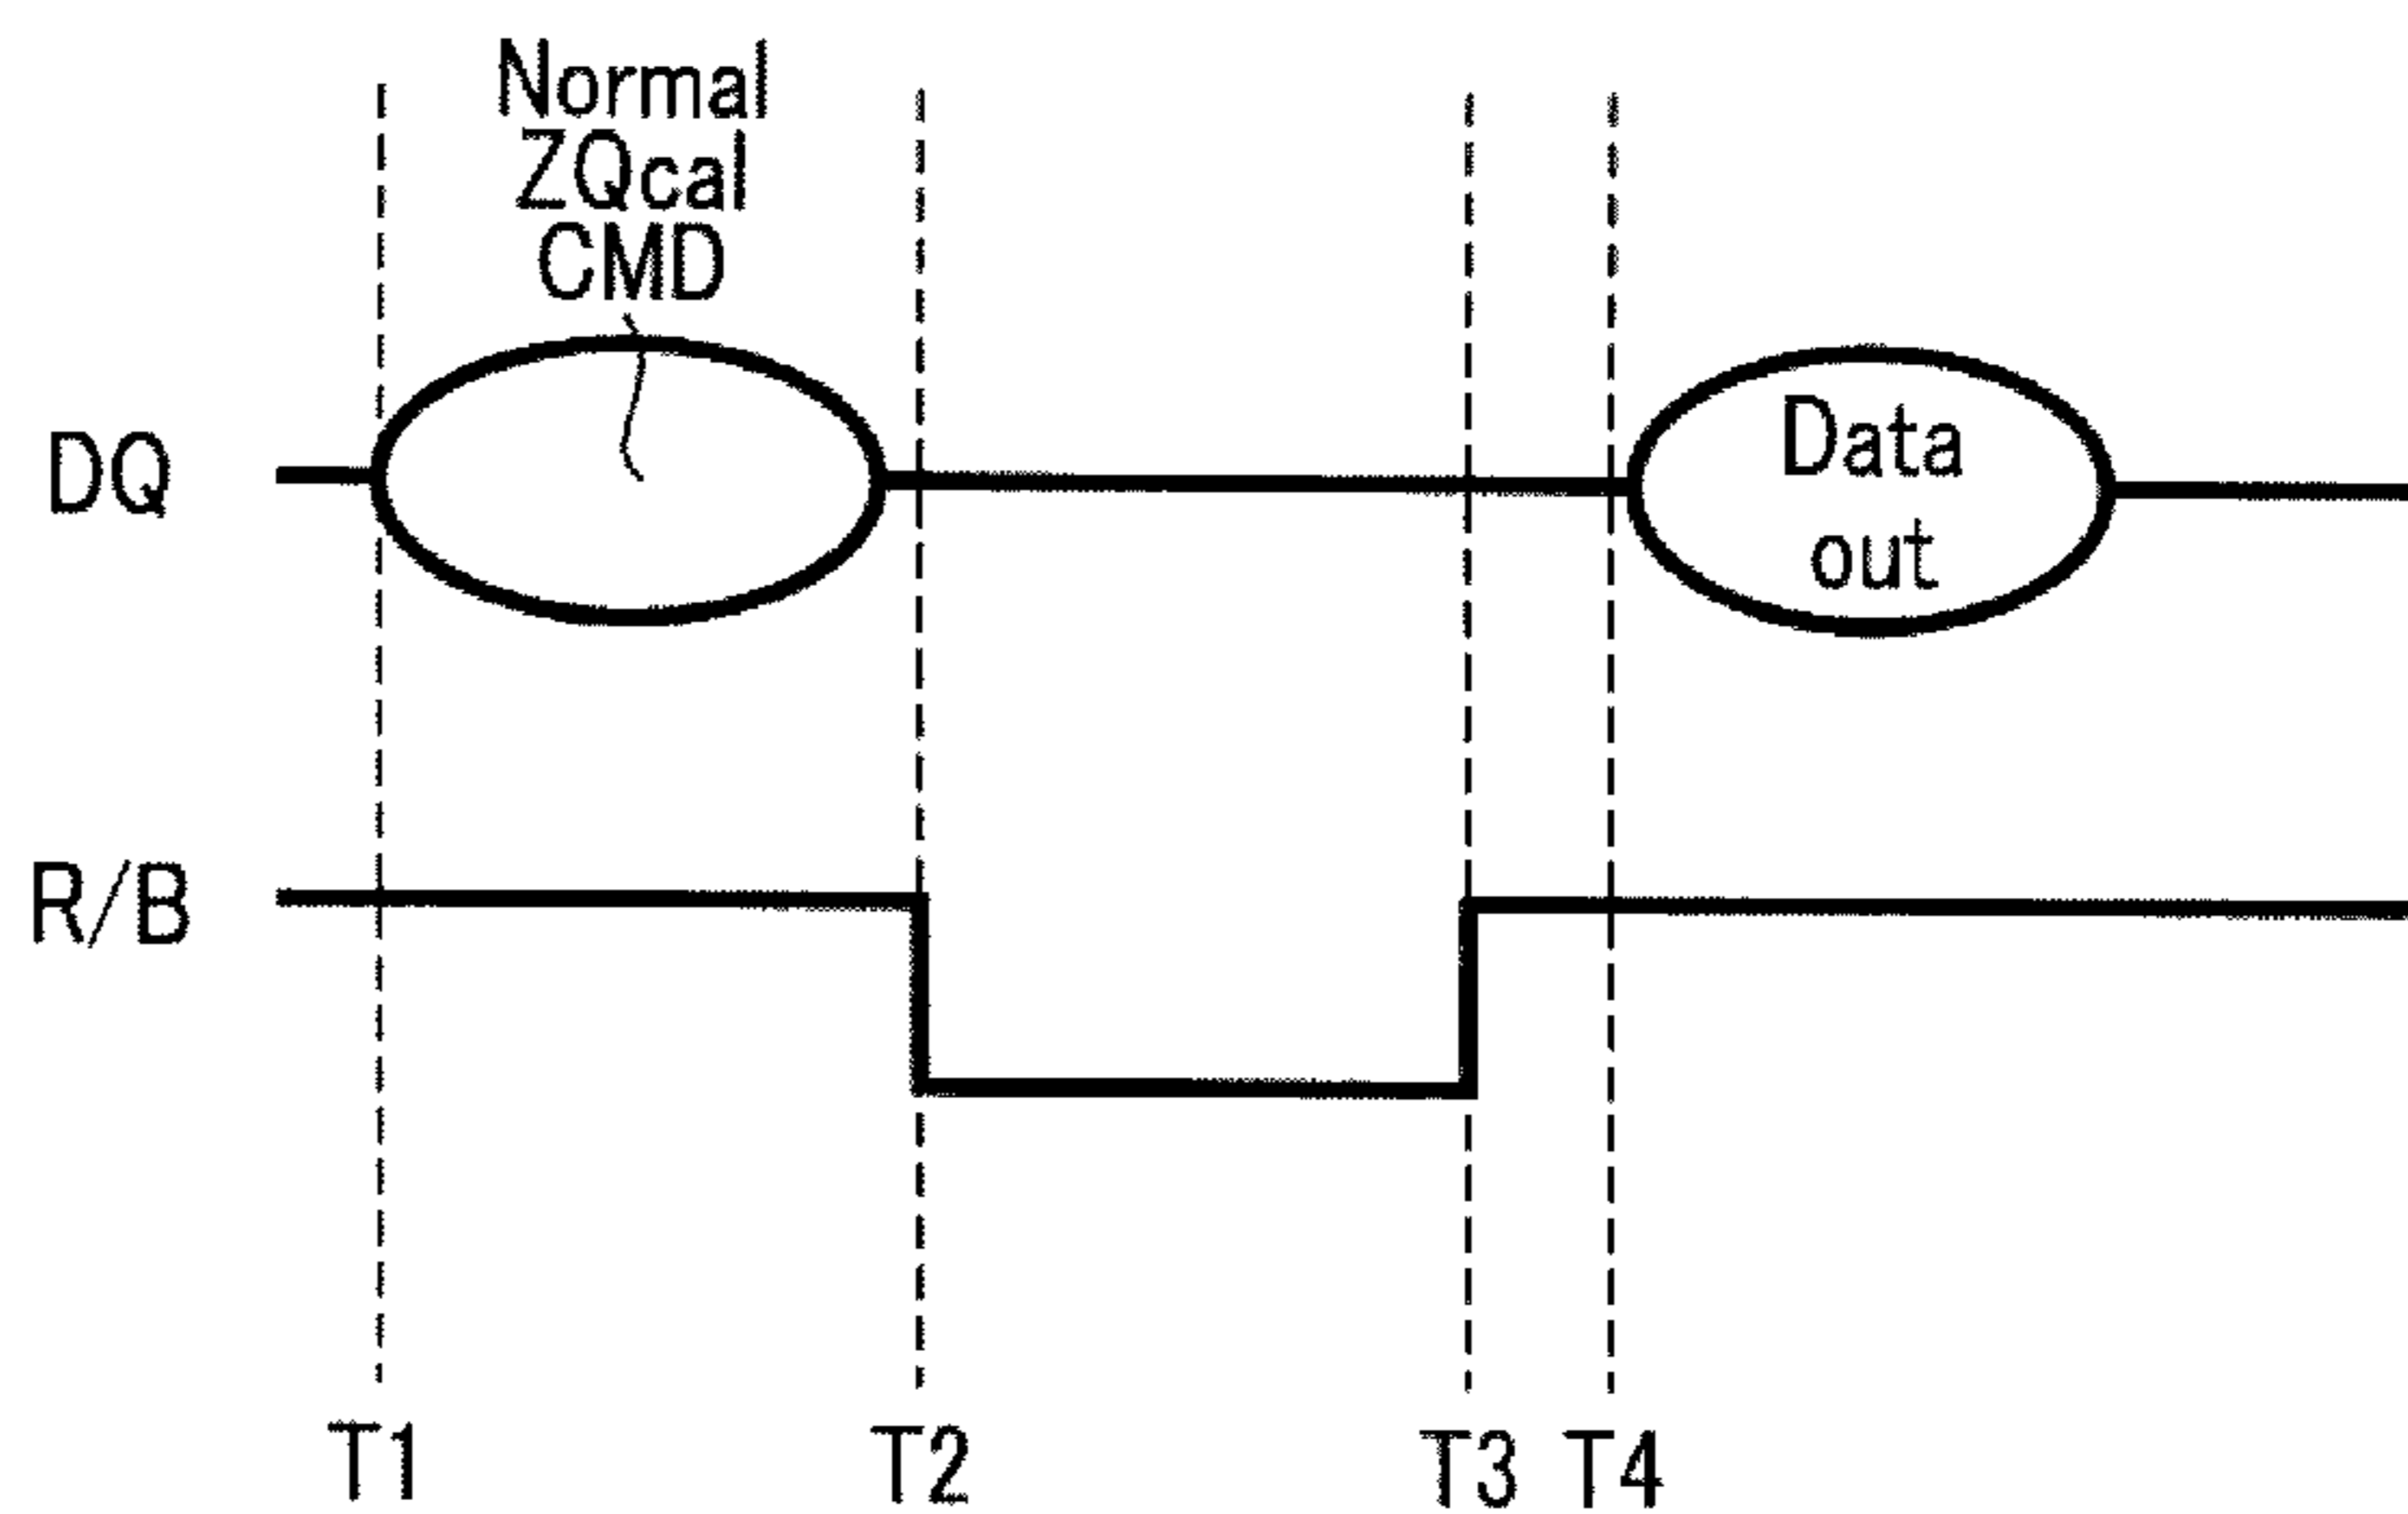 Normal
ZQcal
CMD
DQ
Data
out
R/B
T1 T2 T3 T4